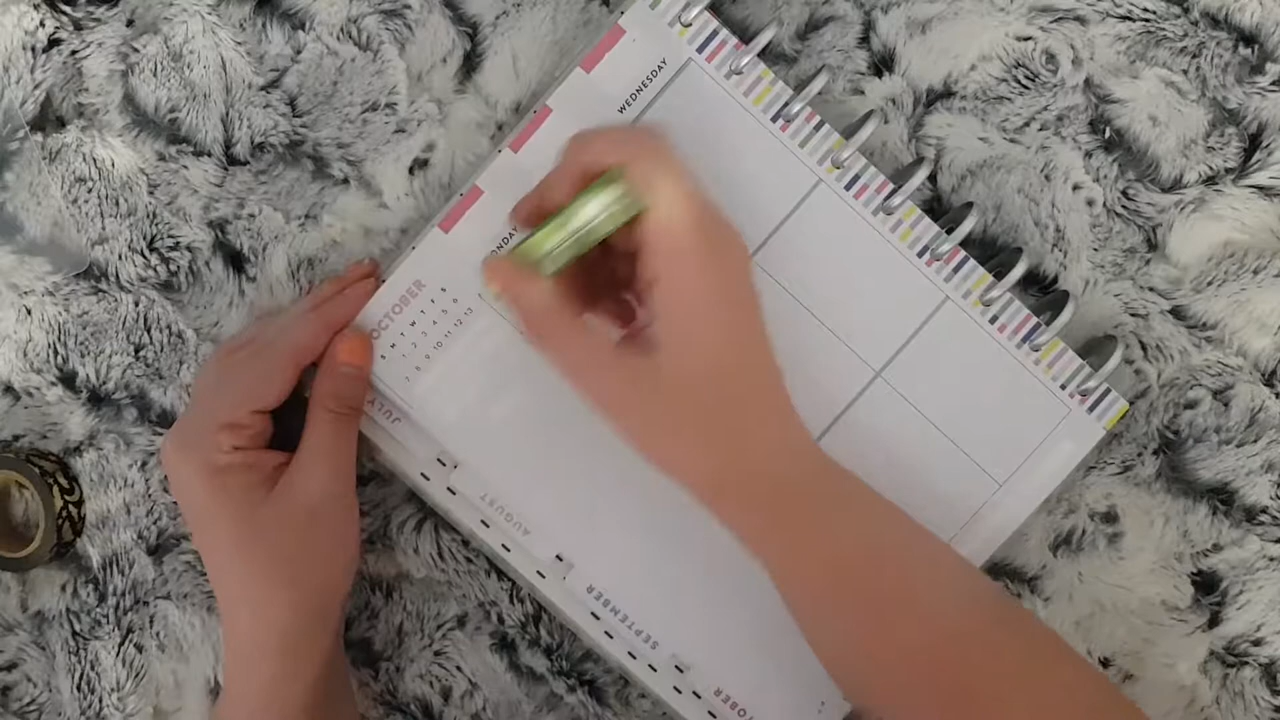 WEDNESDAY
ONDAY
OCTOBER
S M T W T F S
1 2 3 4 5 6
7 8 9 10 11 12 13
JULY
AUGUST
SEPTEMBER
TOBER